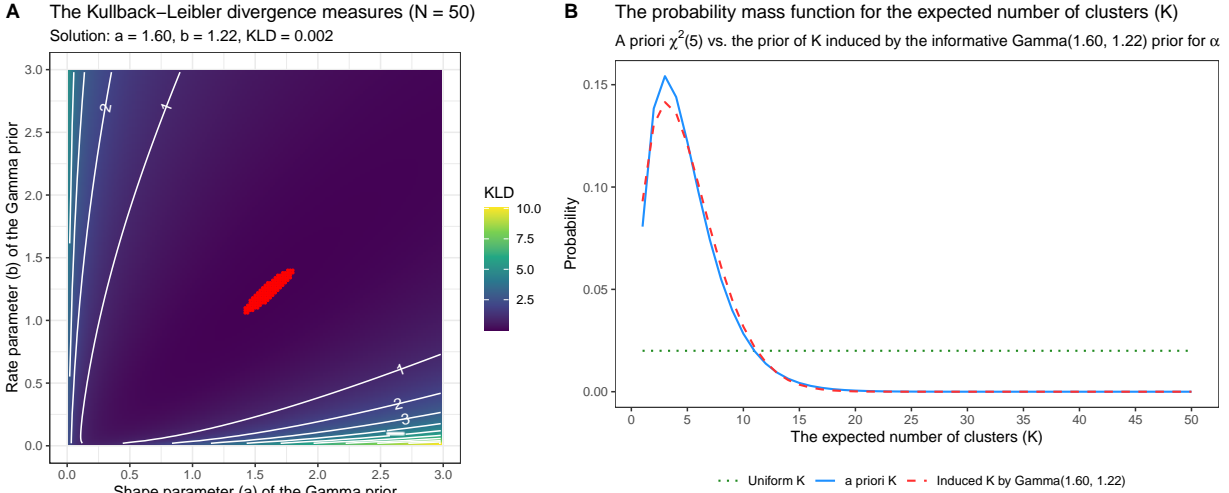 A The Kullback–Leibler divergence measures (N = 50)
Solution: a = 1.60, b = 1.22, KLD = 0.002
Rate parameter (b) of the Gamma prior
3.0
2.5
2.0
1.5
1.0
0.5
0.0
2
1
1
2
3
0.0 0.5 1.0 1.5 2.0 2.5 3.0
Shape parameter (a) of the Gamma prior
KLD
10.0
7.5
5.0
2.5
B The probability mass function for the expected number of clusters (K)
A priori χ²(5) vs. the prior of K induced by the informative Gamma(1.60, 1.22) prior for α
Probability
0.15
0.10
0.05
0.00
0 5 10 15 20 25 30 35 40 45 50
The expected number of clusters (K)
Uniform K a priori K Induced K by Gamma(1.60, 1.22)